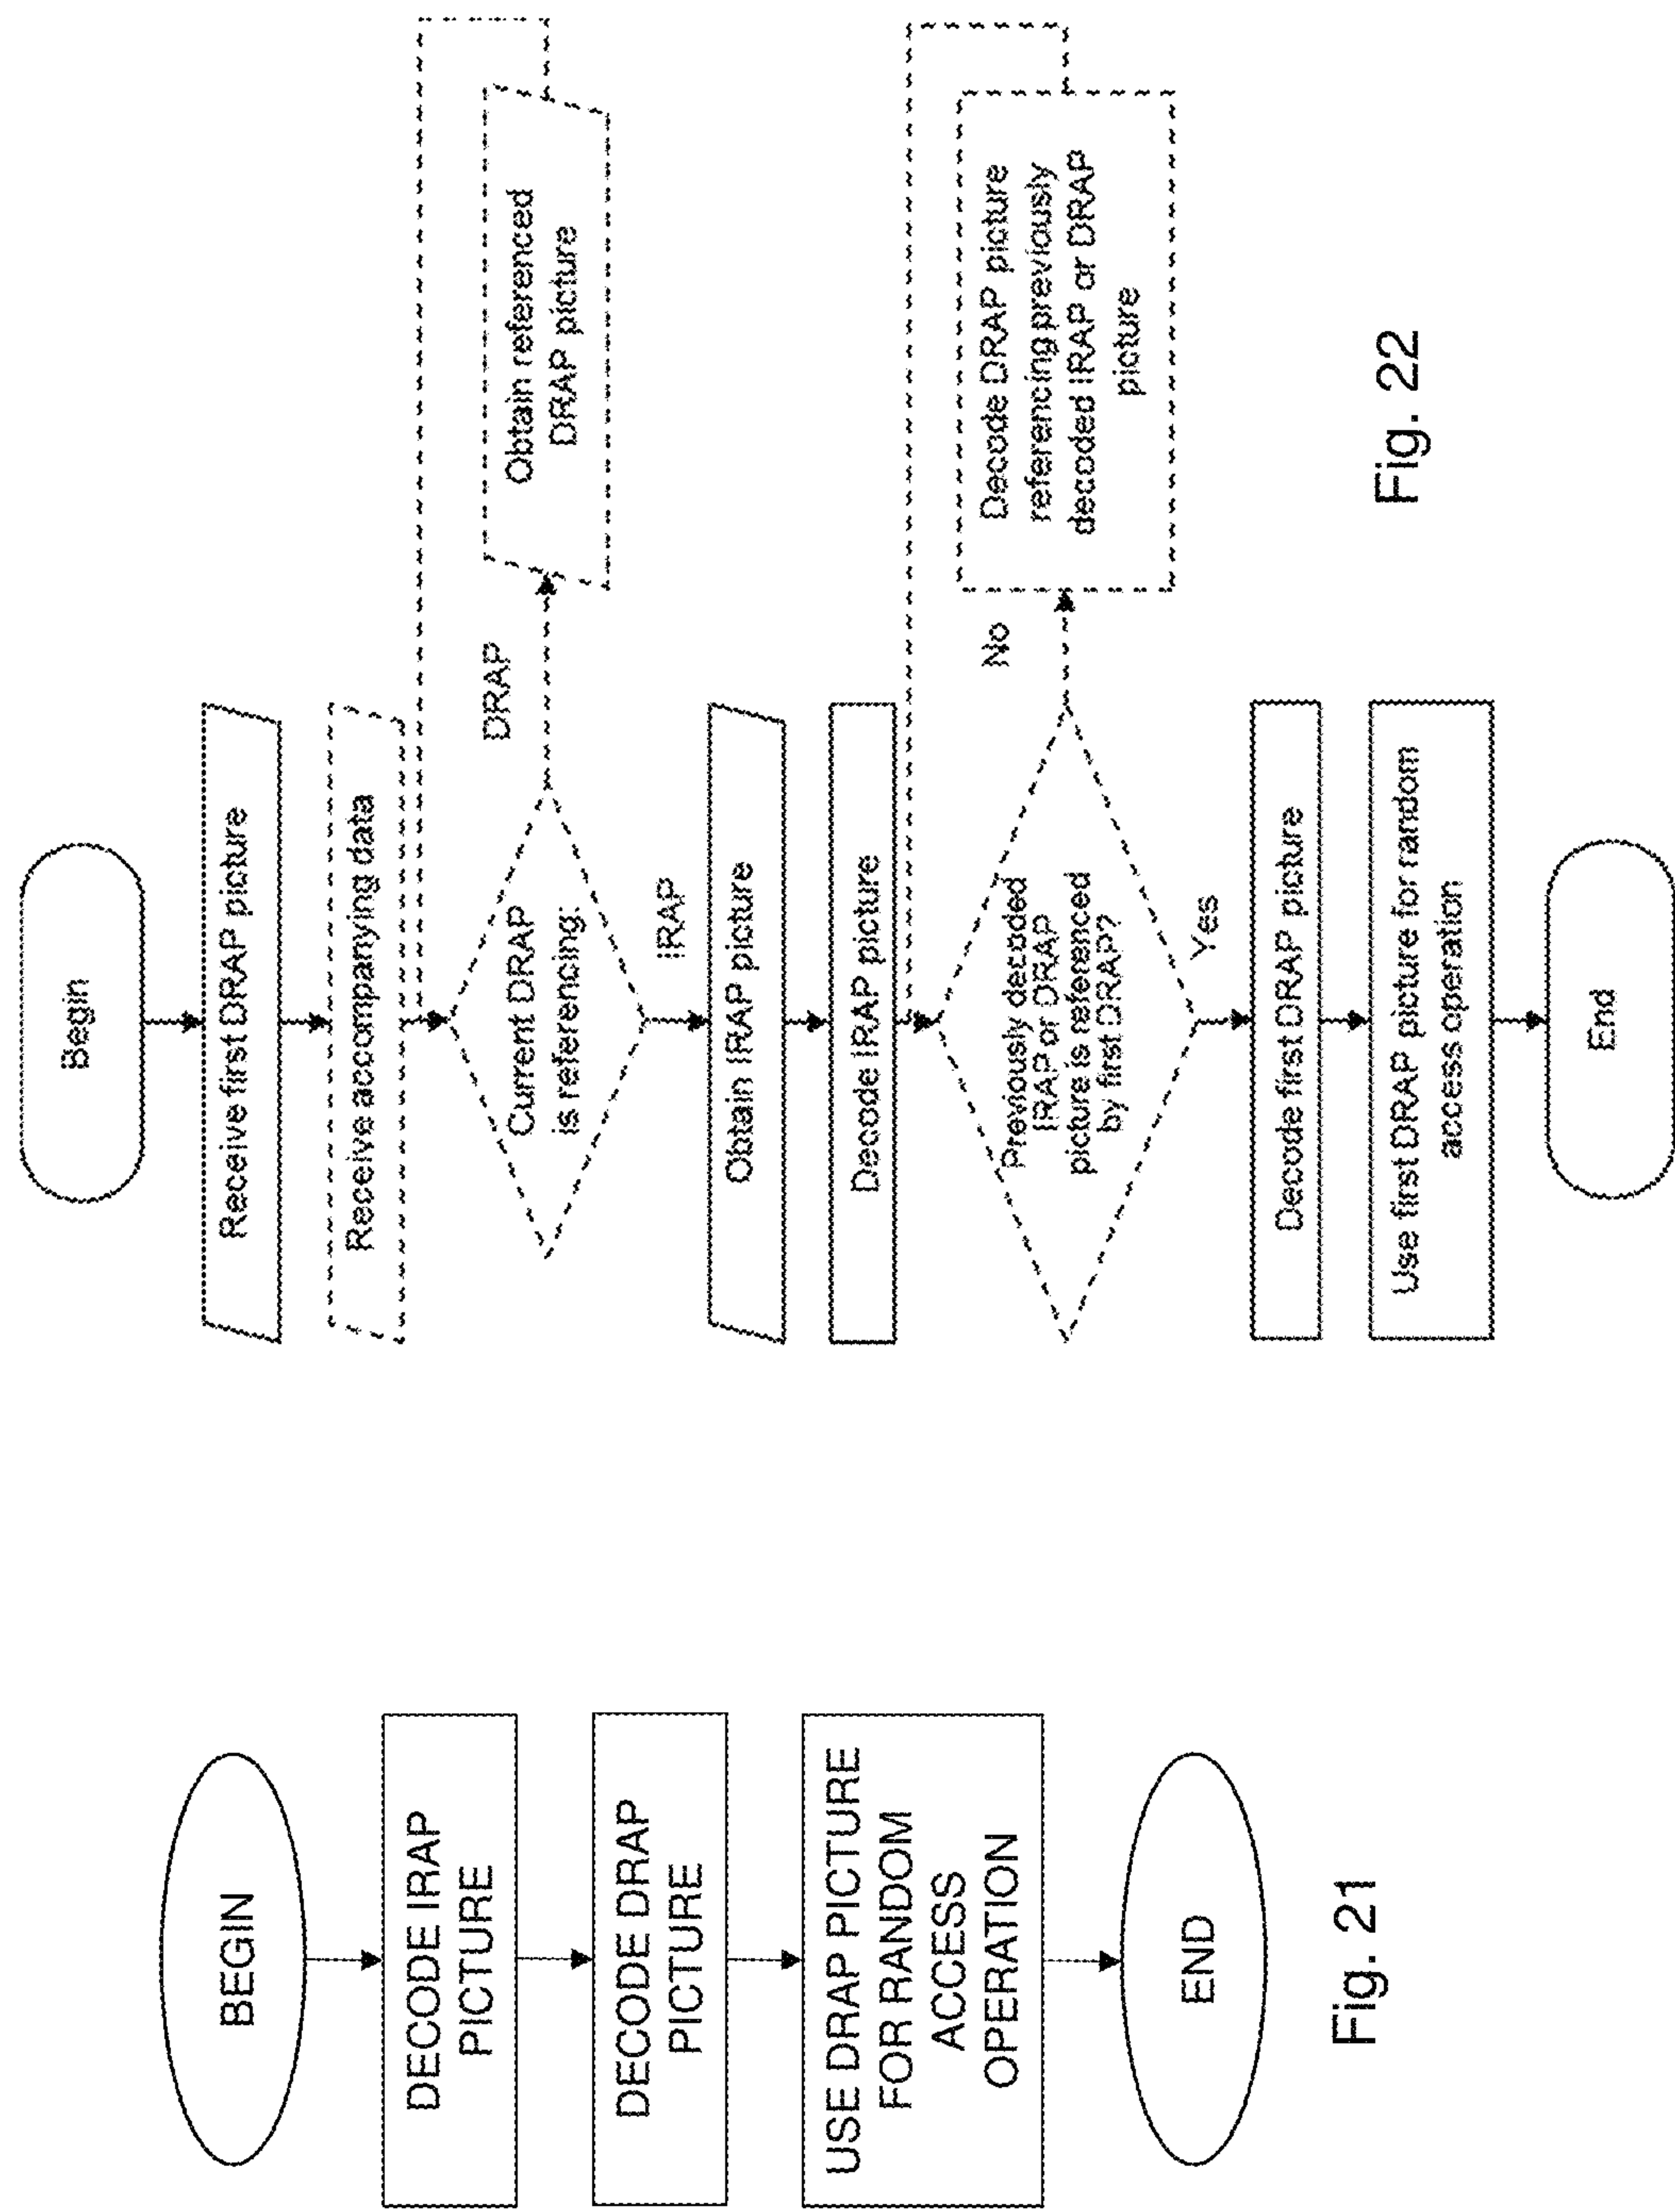 BEGIN
DECODE IRAP
PICTURE
DECODE DRAP
PICTURE
USE DRAP PICTURE
FOR RANDOM
ACCESS
OPERATION
END
Fig. 21
Begin
Receive first DRAP picture
Receive accompanying data
Current DRAP
is referencing:
DRAP
Obtain referenced
DRAP picture
IRAP
Obtain IRAP picture
Decode IRAP picture
Previously decoded
IRAP or DRAP
picture is referenced
by first DRAP?
No
Decode DRAP picture
referencing previously
decoded IRAP or DRAP
picture
Yes
Decode first DRAP picture
Use first DRAP picture for random
access operation
End
Fig. 22